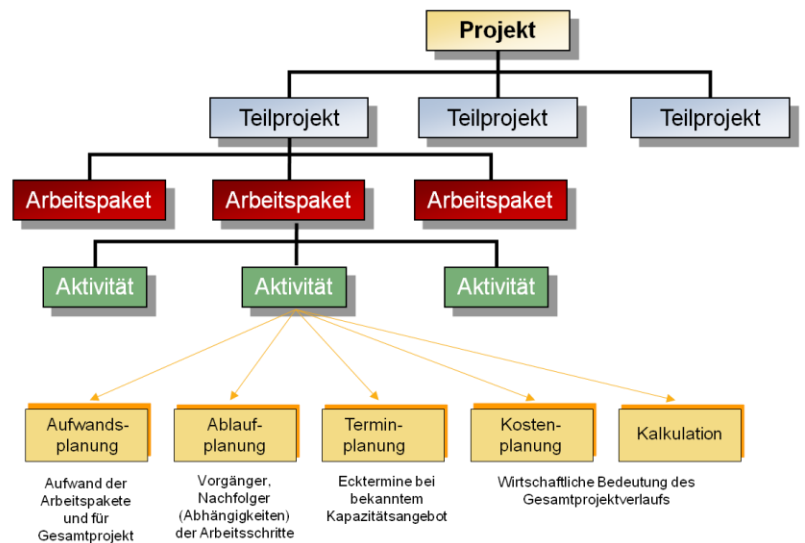 Projekt
Teilprojekt
Teilprojekt
Teilprojekt
Arbeitspaket
Arbeitspaket
Arbeitspaket
Aktivität
Aktivität
Aktivität
Aufwands-
planung
Ablauf-
planung
Termin-
planung
Kosten-
planung
Kalkulation
Aufwand der
Arbeitspakete
und für
Gesamtprojekt
Vorgänger,
Nachfolger
(Abhängigkeiten)
der Arbeitsschritte
Ecktermine bei
bekanntem
Kapazitätsangebot
Wirtschaftliche Bedeutung des
Gesamtprojektverlaufs